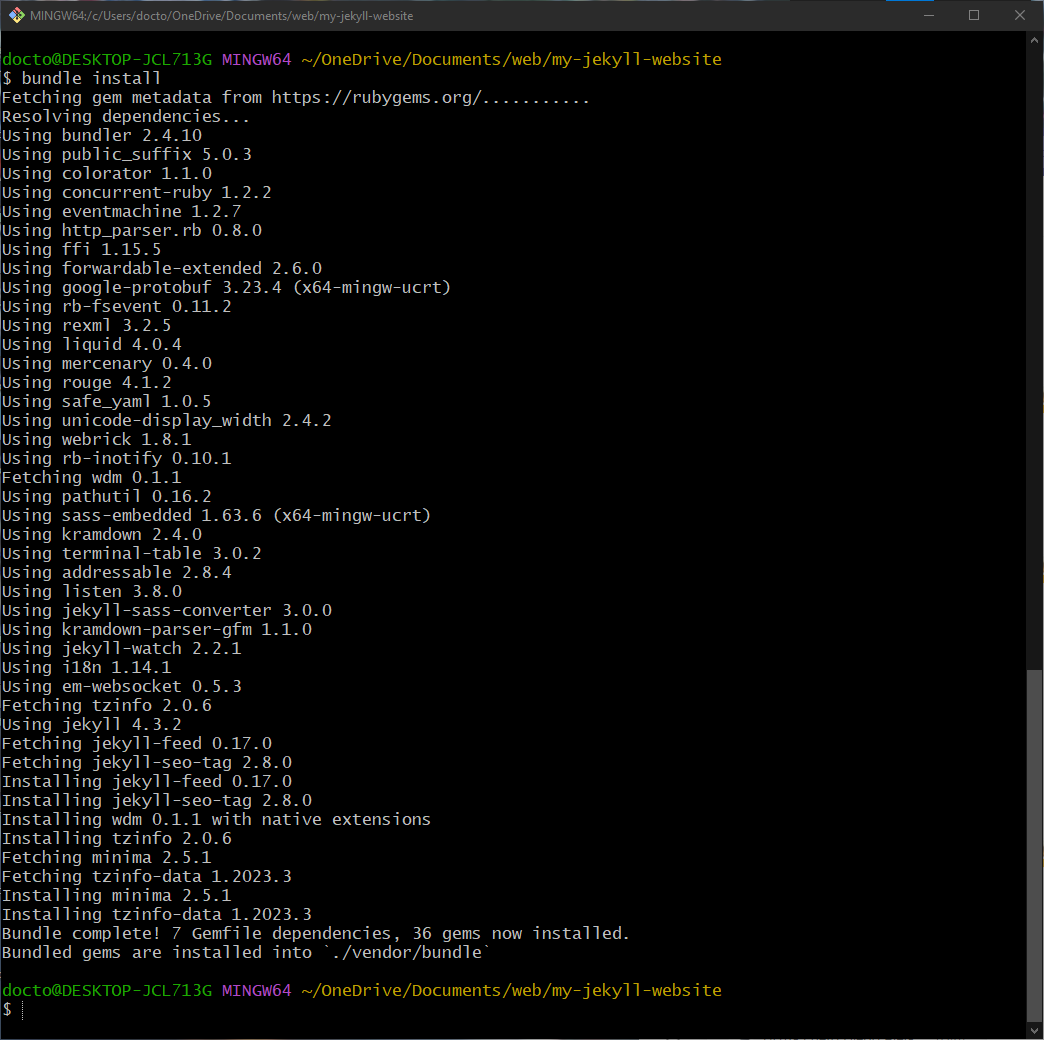 MINGW64:/c/Users/docto/OneDrive/Documents/web/my-jekyll-website
docto@DESKTOP-JCL713G MINGW64 ~/OneDrive/Documents/web/my-jekyll-website
$ bundle install
Fetching gem metadata from https://rubygems.org/...........
Resolving dependencies...
Using bundler 2.4.10
Using public_suffix 5.0.3
Using colorator 1.1.0
Using concurrent-ruby 1.2.2
Using eventmachine 1.2.7
Using http_parser.rb 0.8.0
Using ffi 1.15.5
Using forwardable-extended 2.6.0
Using google-protobuf 3.23.4 (x64-mingw-ucrt)
Using rb-fsevent 0.11.2
Using rexml 3.2.5
Using liquid 4.0.4
Using mercenary 0.4.0
Using rouge 4.1.2
Using safe_yaml 1.0.5
Using unicode-display_width 2.4.2
Using webrick 1.8.1
Using rb-inotify 0.10.1
Fetching wdm 0.1.1
Using pathutil 0.16.2
Using sass-embedded 1.63.6 (x64-mingw-ucrt)
Using kramdown 2.4.0
Using terminal-table 3.0.2
Using addressable 2.8.4
Using listen 3.8.0
Using jekyll-sass-converter 3.0.0
Using kramdown-parser-gfm 1.1.0
Using jekyll-watch 2.2.1
Using i18n 1.14.1
Using em-websocket 0.5.3
Fetching tzinfo 2.0.6
Using jekyll 4.3.2
Fetching jekyll-feed 0.17.0
Fetching jekyll-seo-tag 2.8.0
Installing jekyll-feed 0.17.0
Installing jekyll-seo-tag 2.8.0
Installing wdm 0.1.1 with native extensions
Installing tzinfo 2.0.6
Fetching minima 2.5.1
Fetching tzinfo-data 1.2023.3
Installing minima 2.5.1
Installing tzinfo-data 1.2023.3
Bundle complete! 7 Gemfile dependencies, 36 gems now installed.
Bundled gems are installed into `./vendor/bundle`
docto@DESKTOP-JCL713G MINGW64 ~/OneDrive/Documents/web/my-jekyll-website
$